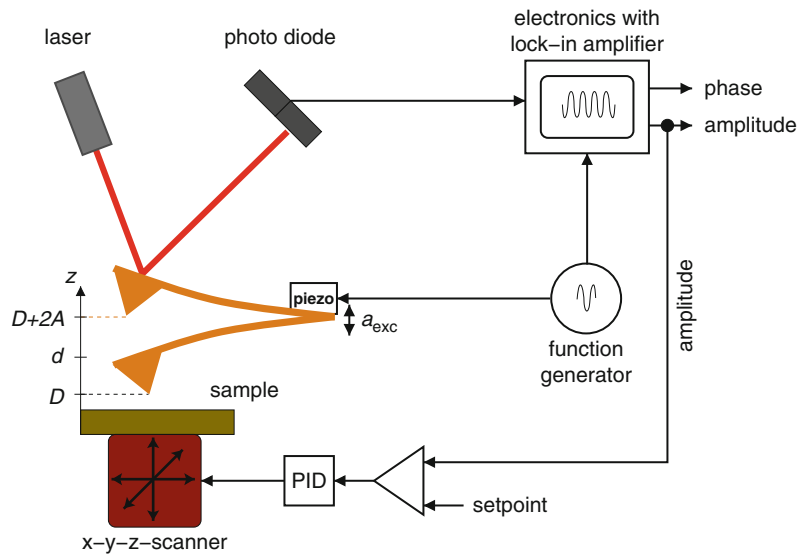 laser
photo diode
electronics with
lock-in amplifier
phase
amplitude
z
D+2A
d
D
piezo
a_exc
function
generator
amplitude
sample
PID
setpoint
x-y-z-scanner